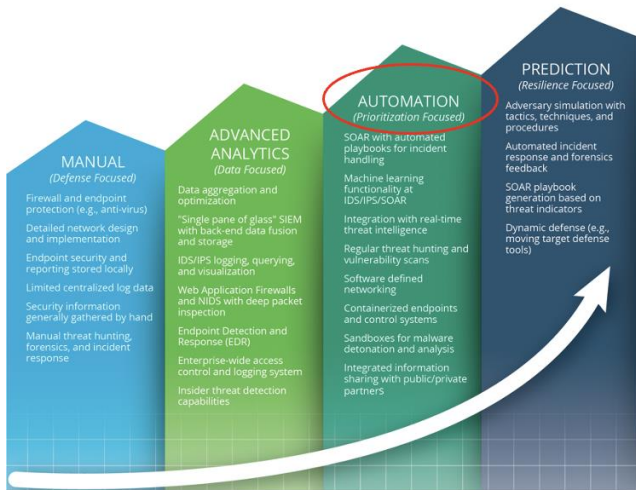 MANUAL
(Defense Focused)
Firewall and endpoint
protection (e.g., anti-virus)
Detailed network design
and implementation
Endpoint security and
reporting stored locally
Limited centralized log data
Security information
generally gathered by hand
Manual threat hunting,
forensics, and incident
response
ADVANCED
ANALYTICS
(Data Focused)
Data aggregation and
optimization
"Single pane of glass" SIEM
with back-end data fusion
and storage
IDS/IPS logging, querying,
and visualization
Web Application Firewalls
and NIDS with deep packet
inspection
Endpoint Detection and
Response (EDR)
Enterprise-wide access
control and logging system
Insider threat detection
capabilities
AUTOMATION
(Prioritization Focused)
SOAR with automated
playbooks for incident
handling
Machine learning
functionality at
IDS/IPS/SOAR
Integration with real-time
threat intelligence
Regular threat hunting and
vulnerability scans
Software defined
networking
Containerized endpoints
and control systems
Sandboxes for malware
detonation and analysis
Integrated information
sharing with public/private
partners
PREDICTION
(Resilience Focused)
Adversary simulation with
tactics, techniques, and
procedures
Automated incident
response and forensics
feedback
SOAR playbook
generation based on
threat indicators
Dynamic defense (e.g.,
moving target defense
tools)